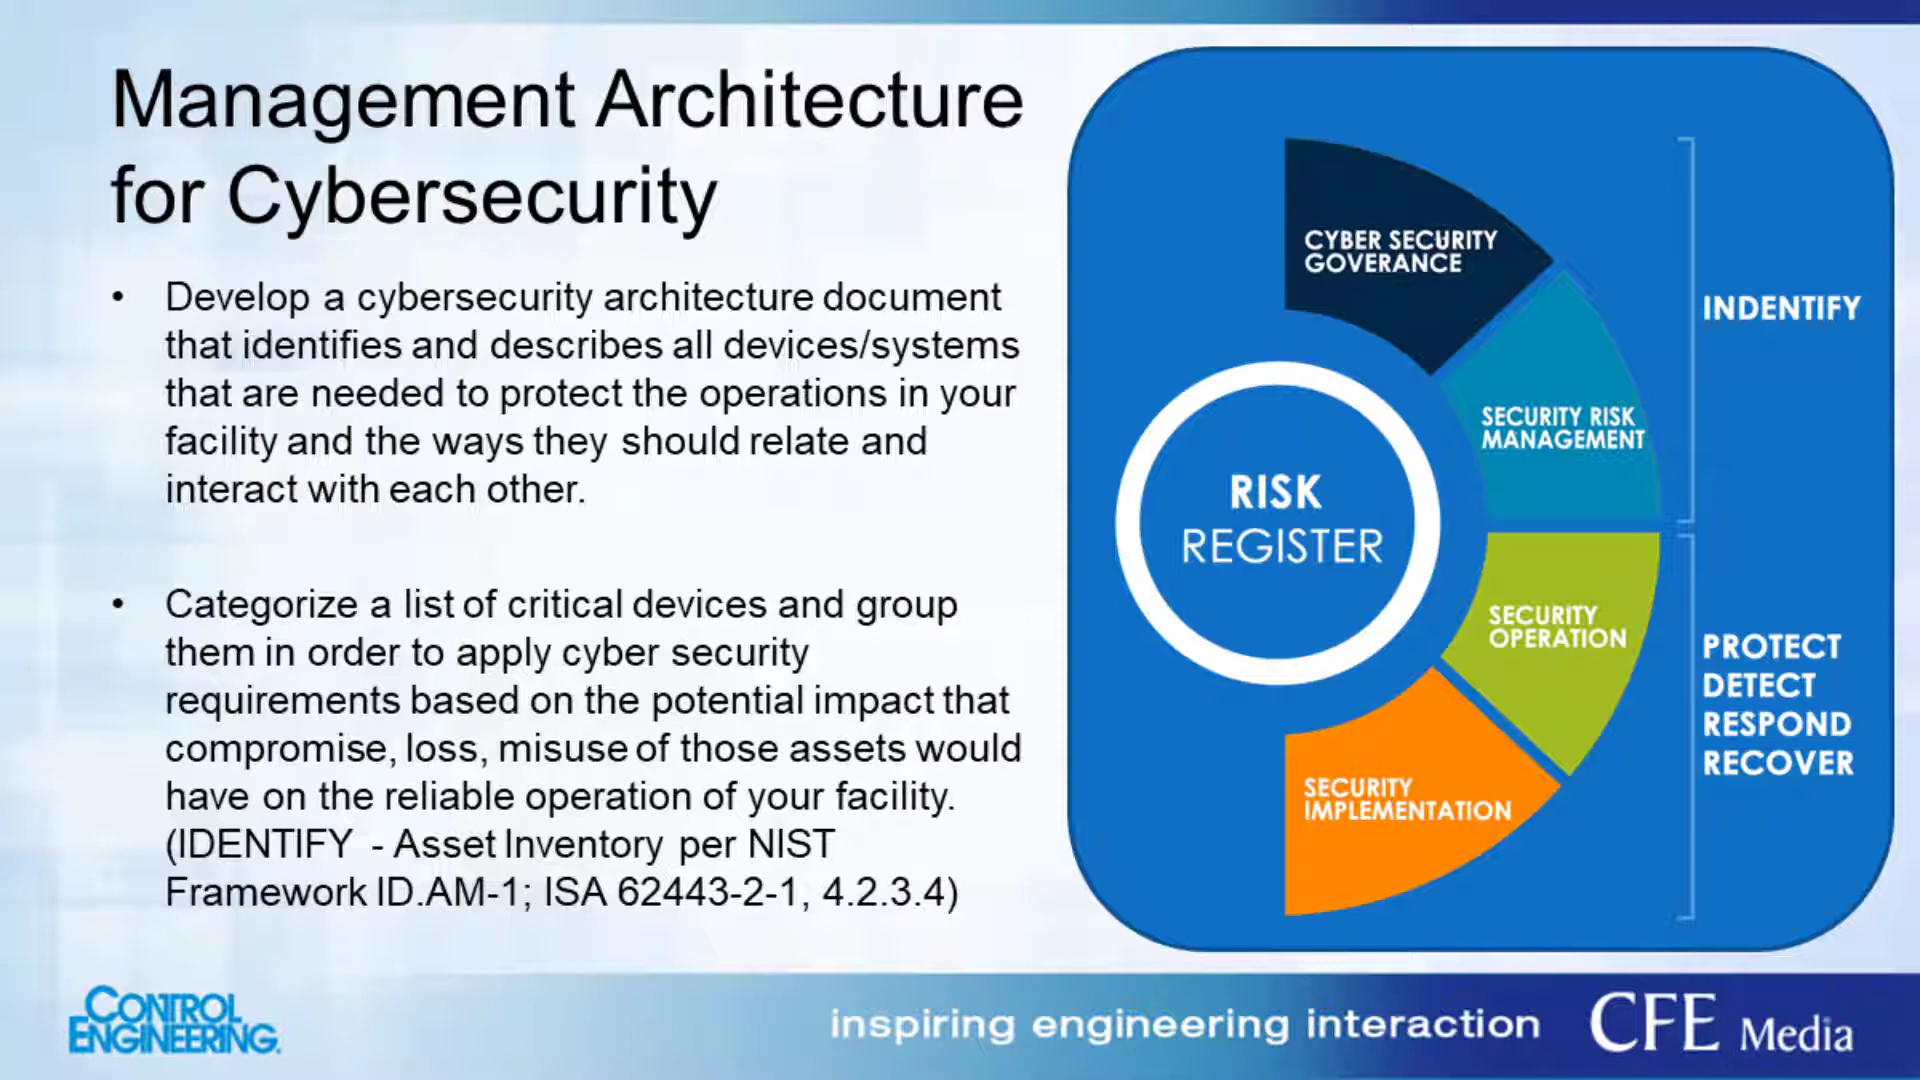 Management Architecture
for Cybersecurity
• Develop a cybersecurity architecture document
that identifies and describes all devices/systems
that are needed to protect the operations in your
facility and the ways they should relate and
interact with each other.
• Categorize a list of critical devices and group
them in order to apply cyber security
requirements based on the potential impact that
compromise, loss, misuse of those assets would
have on the reliable operation of your facility.
(IDENTIFY - Asset Inventory per NIST
Framework ID.AM-1; ISA 62443-2-1, 4.2.3.4)
CYBER SECURITY
GOVERANCE
SECURITY RISK
MANAGEMENT
RISK
REGISTER
SECURITY
OPERATION
SECURITY
IMPLEMENTATION
INDENTIFY
PROTECT
DETECT
RESPOND
RECOVER
CONTROL
ENGINEERING.
inspiring engineering interaction
CFE Media